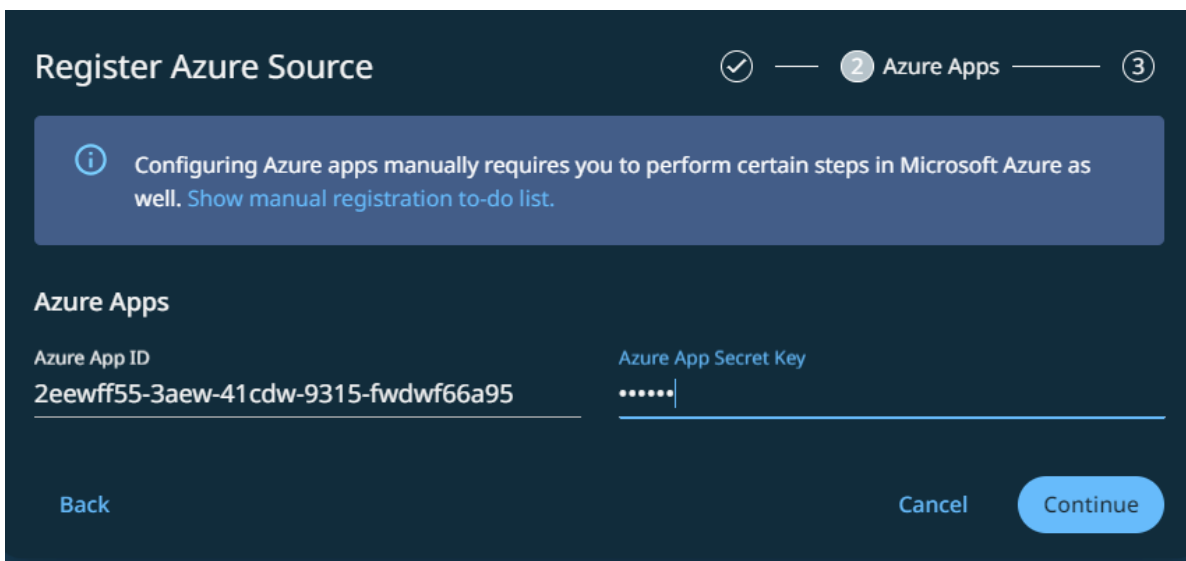 Register Azure Source
2 Azure Apps 3
Configuring Azure apps manually requires you to perform certain steps in Microsoft Azure as
well. Show manual registration to-do list.
Azure Apps
Azure App ID
2eewff55-3aew-41cdw-9315-fwdwf66a95
Azure App Secret Key
••••••
Back
Cancel
Continue